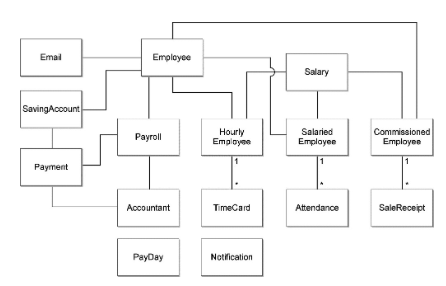 Email
Employee
Salary
SavingAccount
Payroll
Hourly
Employee
Salaried
Employee
Commissioned
Employee
Payment
1
1
1
*
*
*
Accountant
TimeCard
Attendance
SaleReceipt
PayDay
Notification